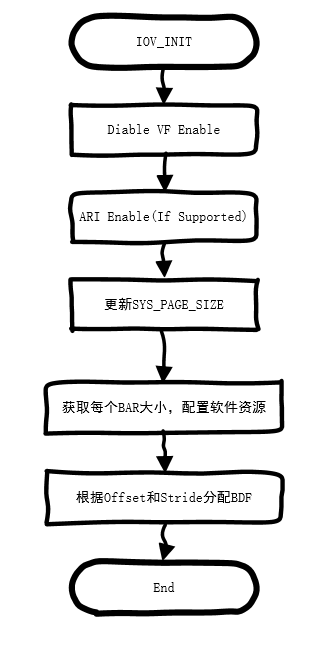 IOV_INIT
Diable VF Enable
ARI Enable(If Supported)
更新SYS_PAGE_SIZE
获取每个BAR大小，配置软件资源
根据Offset和Stride分配BDF
End